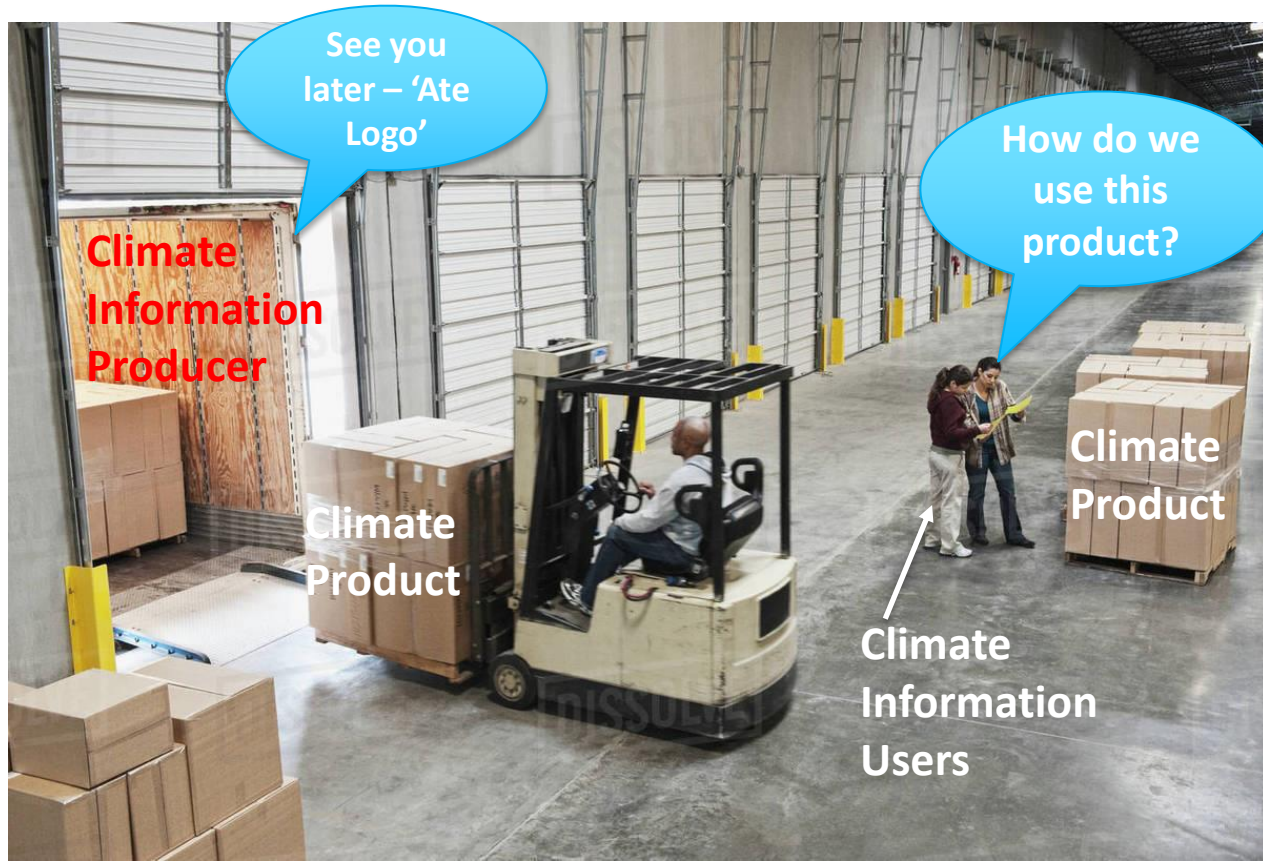 See you
later – ‘Ate
Logo’
How do we
use this
product?
Climate
Information
Producer
Climate
Product
Climate
Product
Climate
Information
Users
DISSOLVE